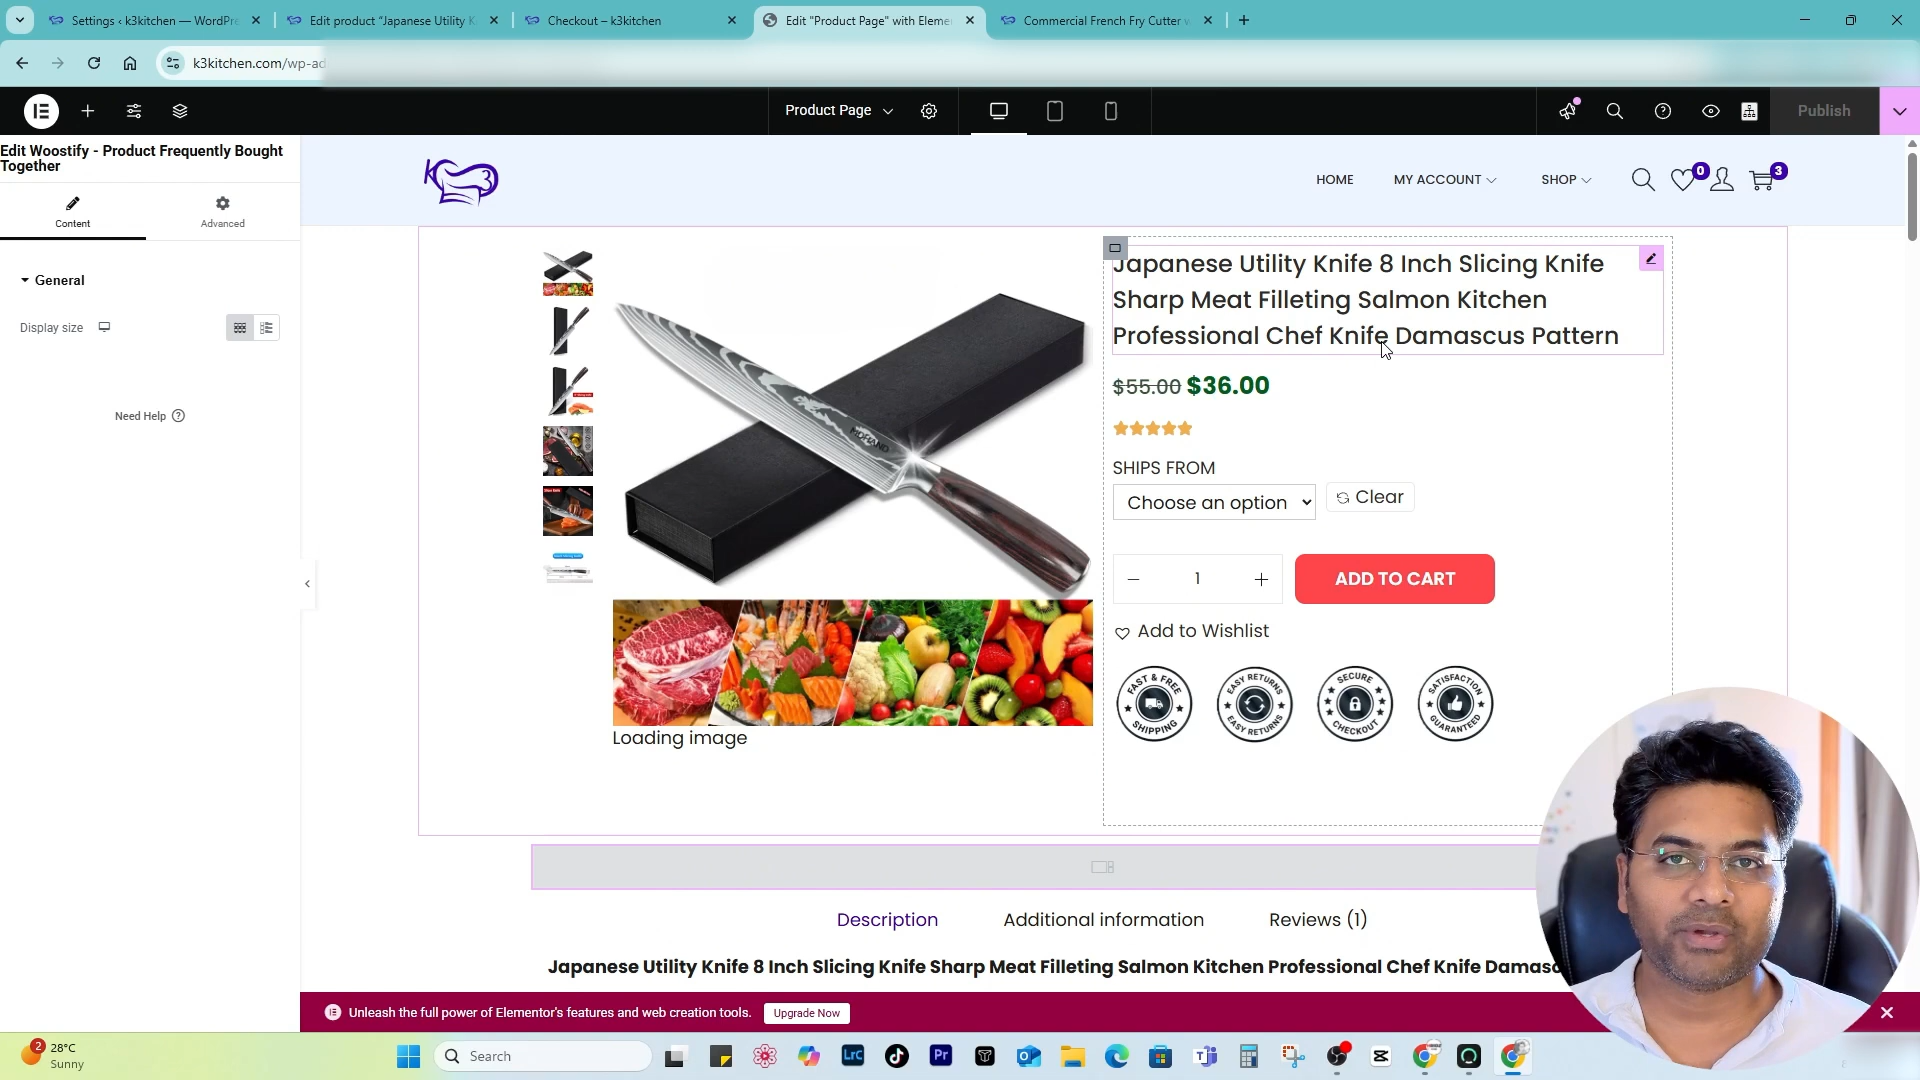 Settings ‹ k3kitchen — WordPre
Edit product "Japanese Utility K
Checkout – k3kitchen
Edit "Product Page" with Eleme
Commercial French Fry Cutter w
k3kitchen.com/wp-ad
Product Page
Publish
Edit Woostify - Product Frequently Bought
Together
Content
Advanced
General
Display size
Need Help
HOME
MY ACCOUNT
SHOP
0
3
Japanese Utility Knife 8 Inch Slicing Knife
Sharp Meat Filleting Salmon Kitchen
Professional Chef Knife Damascus Pattern
$55.00 $36.00
SHIPS FROM
Choose an option
Clear
1
ADD TO CART
Add to Wishlist
FAST & FREE
SHIPPING
EASY RETURNS
EASY RETURNS
SECURE
CHECKOUT
SATISFACTION
GUARANTEED
Loading image
Description
Additional information
Reviews (1)
Japanese Utility Knife 8 Inch Slicing Knife Sharp Meat Filleting Salmon Kitchen Professional Chef Knife Damasc
Unleash the full power of Elementor's features and web creation tools.
Upgrade Now
2
28°C
Sunny
Search
Lrc
Pr